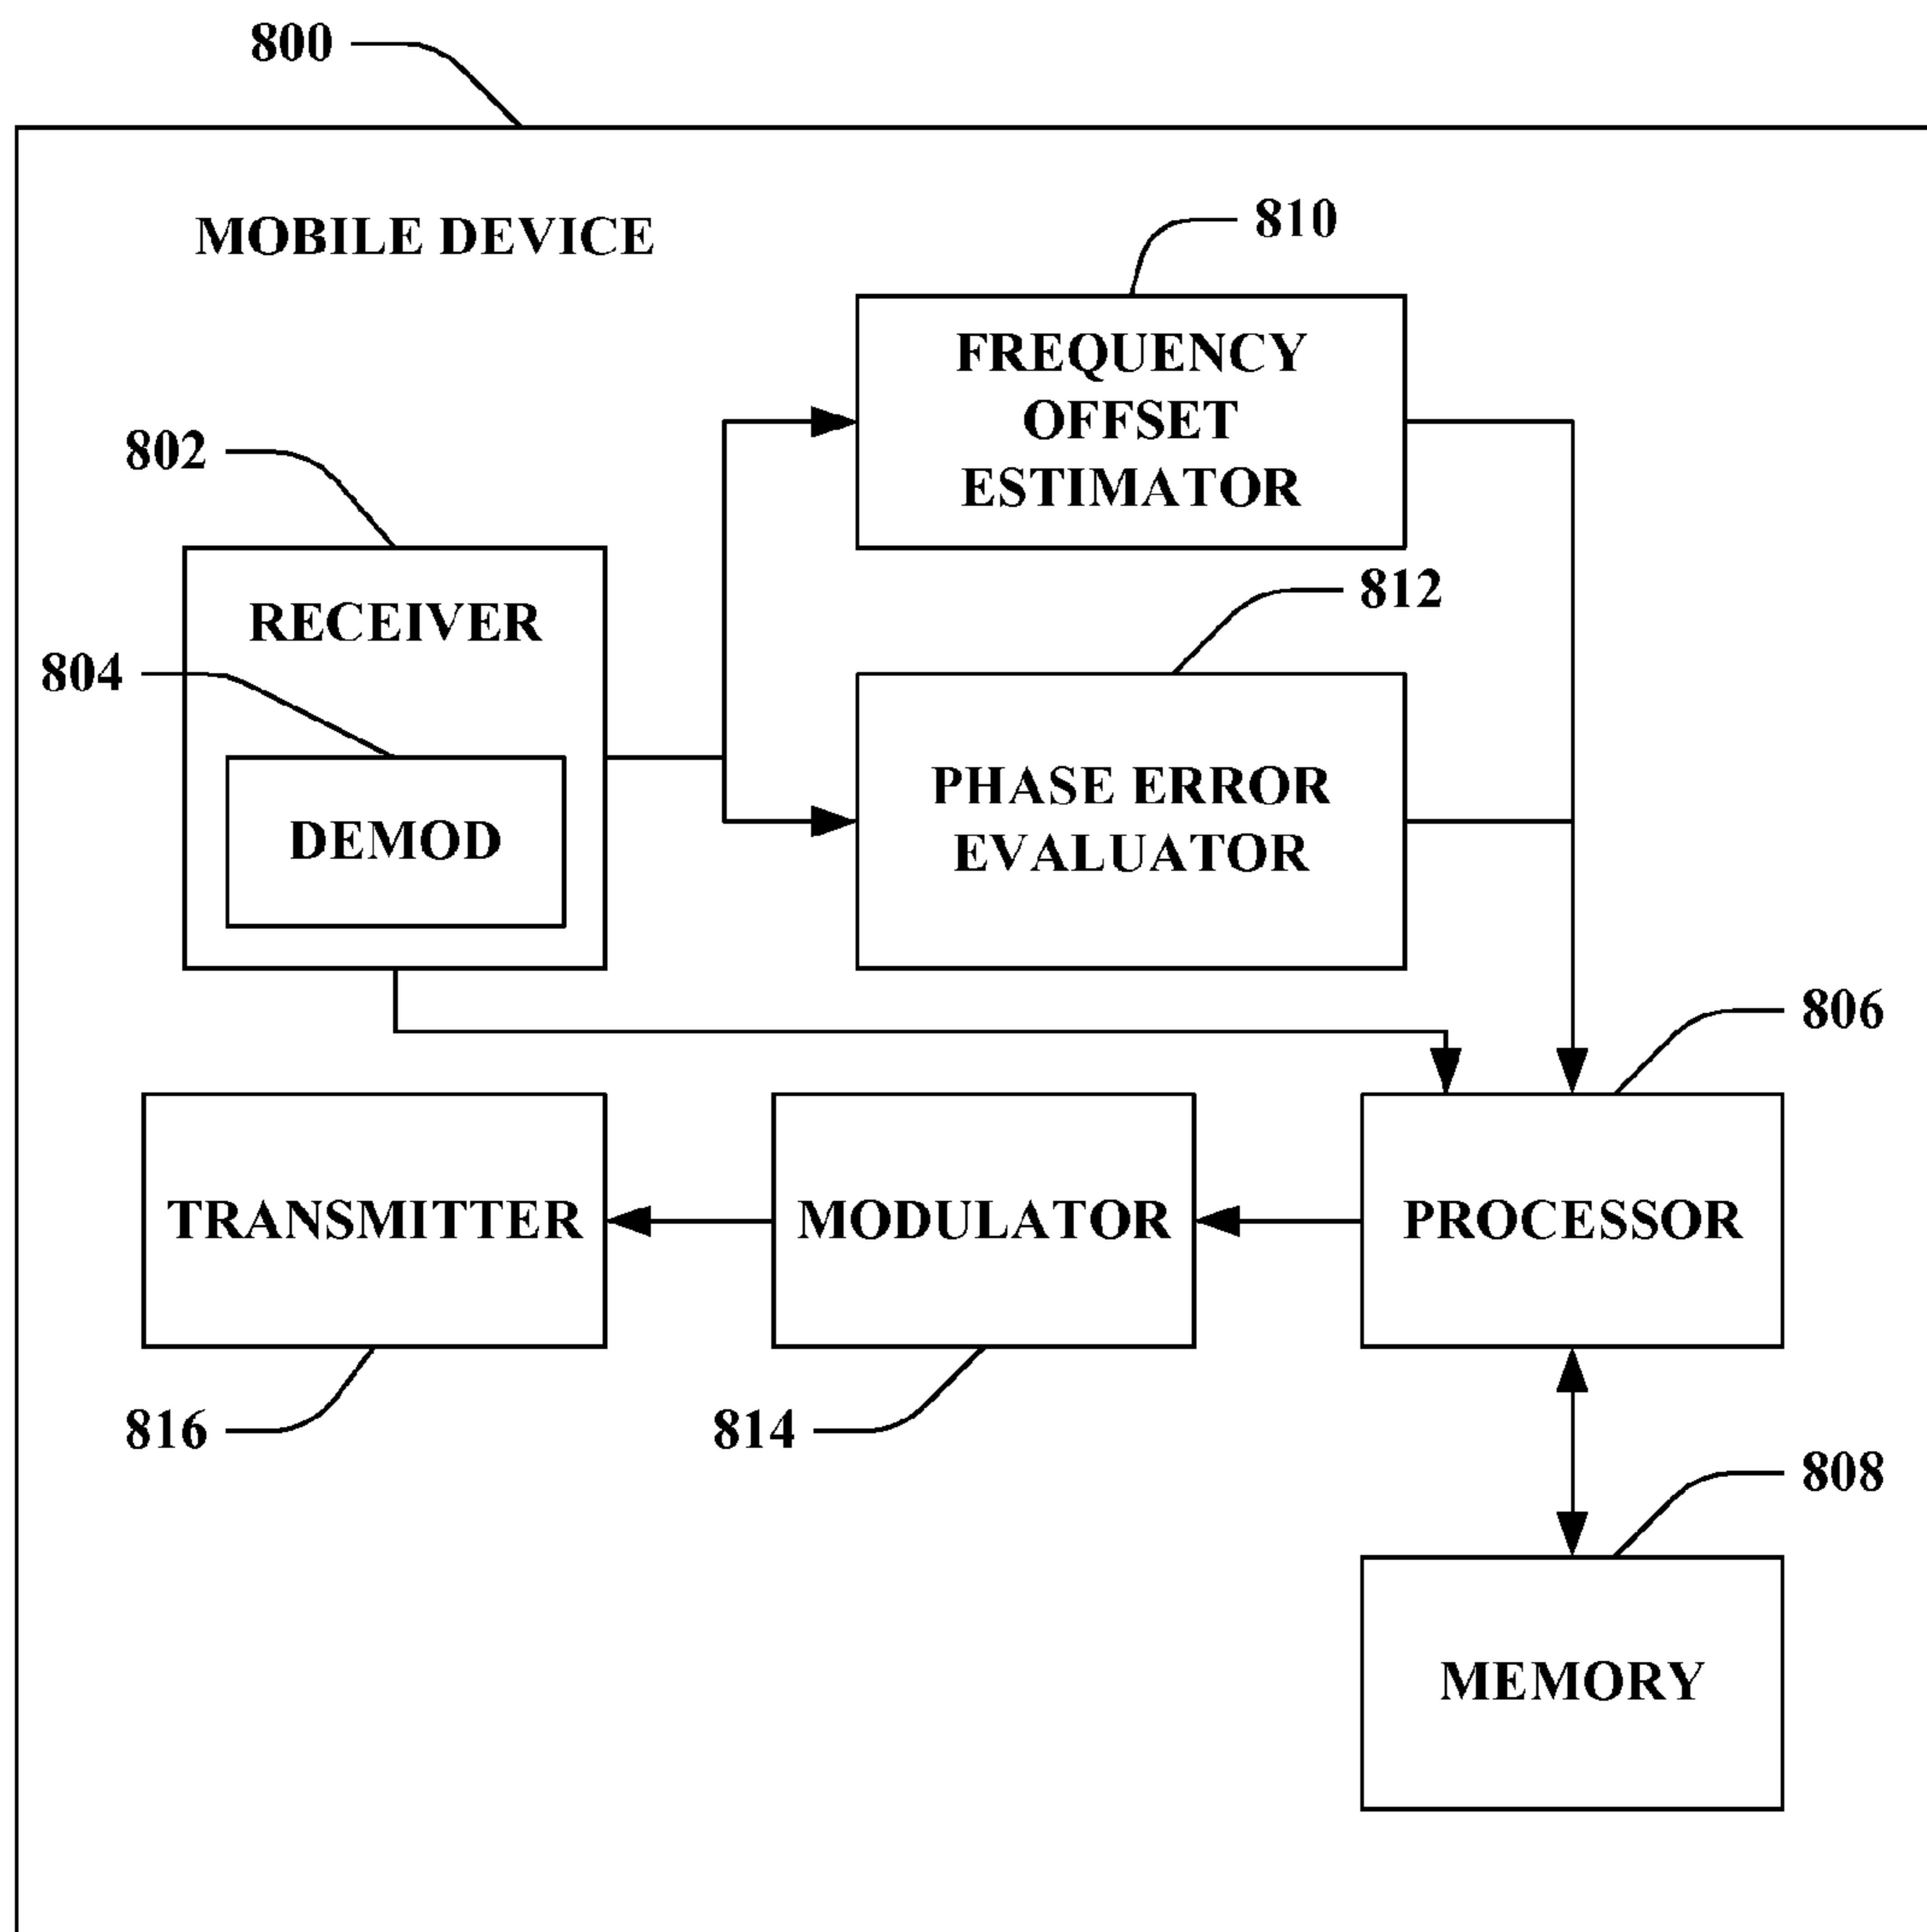 800
MOBILE DEVICE
810
FREQUENCY
OFFSET
ESTIMATOR
802
RECEIVER
812
804
DEMOD
PHASE ERROR
EVALUATOR
806
TRANSMITTER
MODULATOR
PROCESSOR
816
814
808
MEMORY